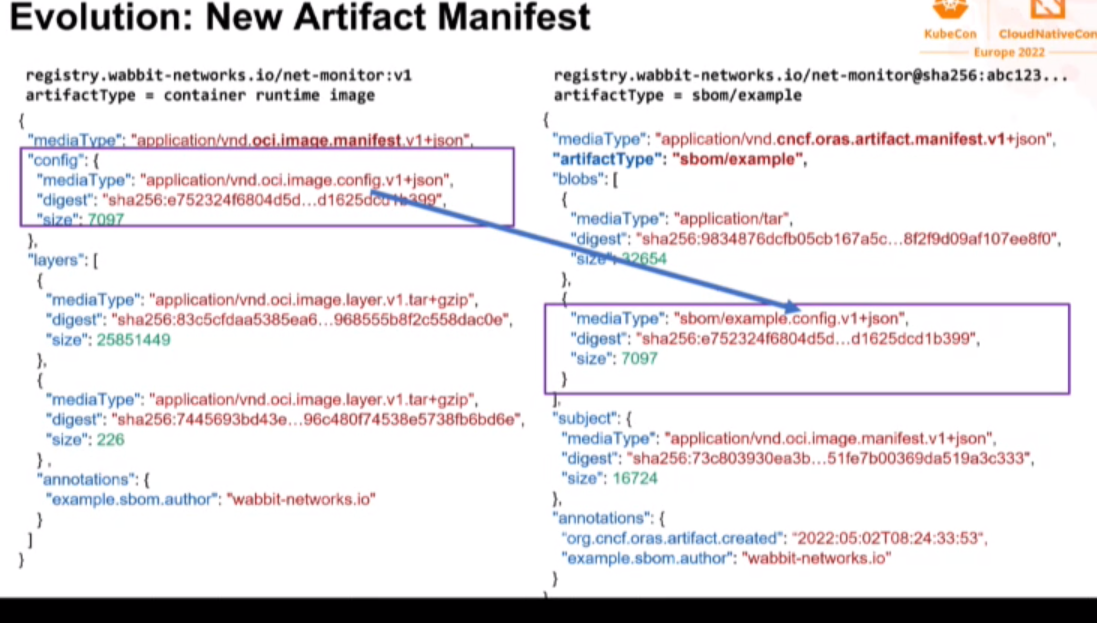 Evolution: New Artifact Manifest
KubeCon
CloudNativeCon
Europe 2022
registry.wabbit-networks.io/net-monitor:v1
artifactType = container runtime image
{
"mediaType": "application/vnd.oci.image.manifest.v1+json",
"config": {
"mediaType": "application/vnd.oci.image.config.v1+json",
"digest": "sha256:e752324f6804d5d...d1625dcd1b399",
"size": 7097
},
"layers": [
{
"mediaType": "application/vnd.oci.image.layer.v1.tar+gzip",
"digest": "sha256:83c5cfdaa5385ea6...968555b8f2c558dac0e",
"size": 25851449
},
{
"mediaType": "application/vnd.oci.image.layer.v1.tar+gzip",
"digest": "sha256:7445693bd43e...96c480f74538e5738fb6bd6e",
"size": 226
},
"annotations": {
"example.sbom.author": "wabbit-networks.io"
}
]
}
registry.wabbit-networks.io/net-monitor@sha256:abc123...
artifactType = sbom/example
{
"mediaType": "application/vnd.cncf.oras.artifact.manifest.v1+json",
"artifactType": "sbom/example",
"blobs": [
{
"mediaType": "application/tar",
"digest": "sha256:9834876dcfb05cb167a5c...8f2f9d09af107ee8f0",
"size": 32654
},
{
"mediaType": "sbom/example.config.v1+json",
"digest": "sha256:e752324f6804d5d...d1625dcd1b399",
"size": 7097
}
],
"subject": {
"mediaType": "application/vnd.oci.image.manifest.v1+json",
"digest": "sha256:73c803930ea3b...51fe7b00369da519a3c333",
"size": 16724
},
"annotations": {
"org.cncf.oras.artifact.created": "2022:05:02T08:24:33:53",
"example.sbom.author": "wabbit-networks.io"
}